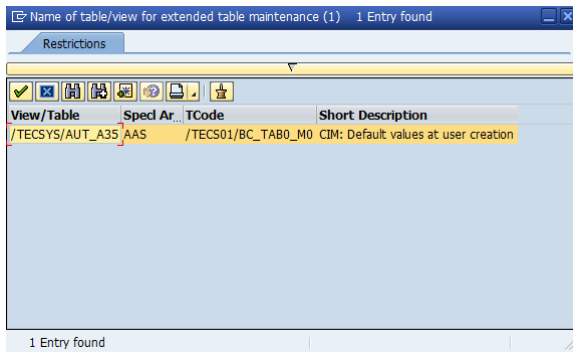 Name of table/view for extended table maintenance (1) 1 Entry found
Restrictions
View/Table Specl Ar... TCode Short Description
/TECSYS/AUT_A35 AAS /TECS01/BC_TAB0_M0 CIM: Default values at user creation
1 Entry found